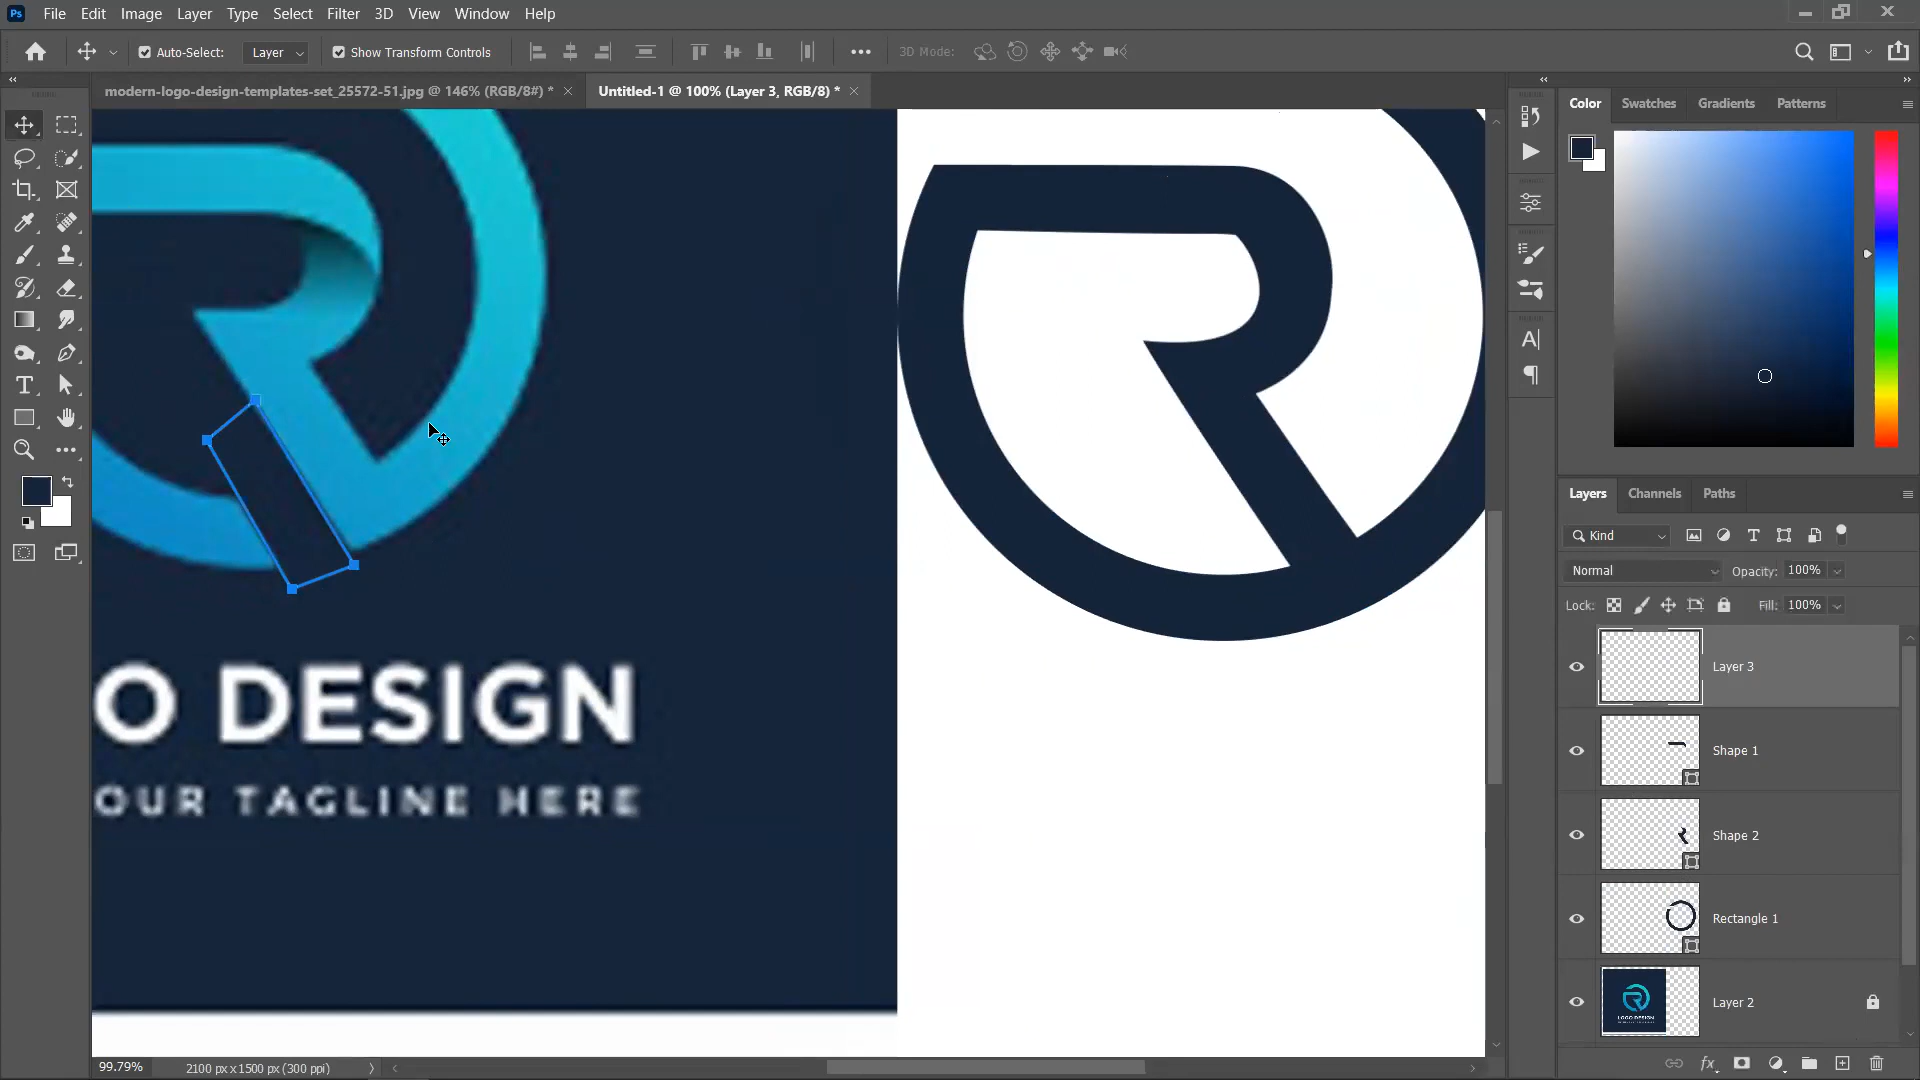 Ps File Edit Image Layer Type Select Filter 3D View Window Help
Auto-Select: Layer Show Transform Controls 3D Mode:
modern-logo-design-templates-set_25572-51.jpg @ 146% (RGB/8#) * Untitled-1 @ 100% (Layer 3, RGB/8) *
Color Swatches Gradients Patterns
O DESIGN
OUR TAGLINE HERE
Layers Channels Paths
Kind
Normal Opacity: 100%
Lock: Fill: 100%
Layer 3
Shape 1
Shape 2
Rectangle 1
Layer 2
LOGO DESIGN
99.79% 2100 px x 1500 px (300 ppi)